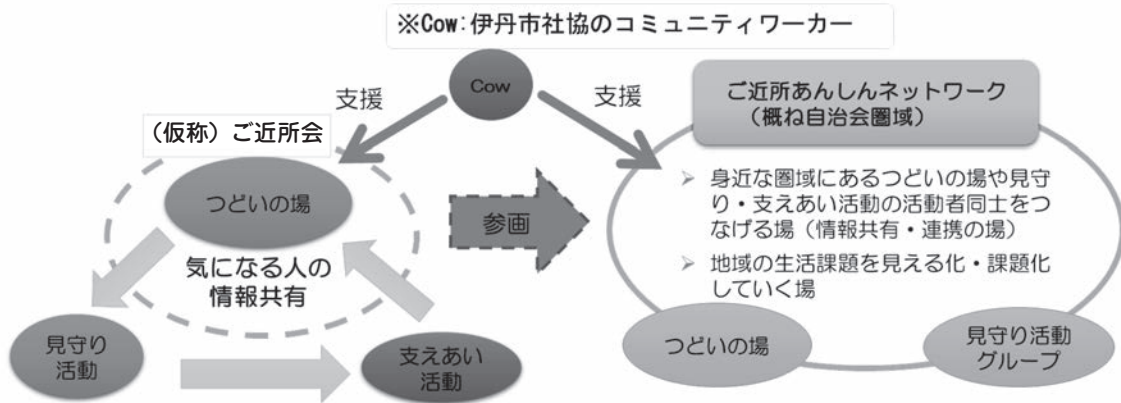 ※Cow:伊丹市社協のコミュニティワーカー
Cow
支援
支援
（仮称）ご近所会
つどいの場
気になる人の
情報共有
見守り
活動
支えあい
活動
参画
ご近所あんしんネットワーク
（概ね自治会圏域）
➢ 身近な圏域にあるつどいの場や見守
り・支えあい活動の活動者同士をつ
なげる場（情報共有・連携の場）
➢ 地域の生活課題を見える化・課題化
していく場
つどいの場
見守り活動
グループ